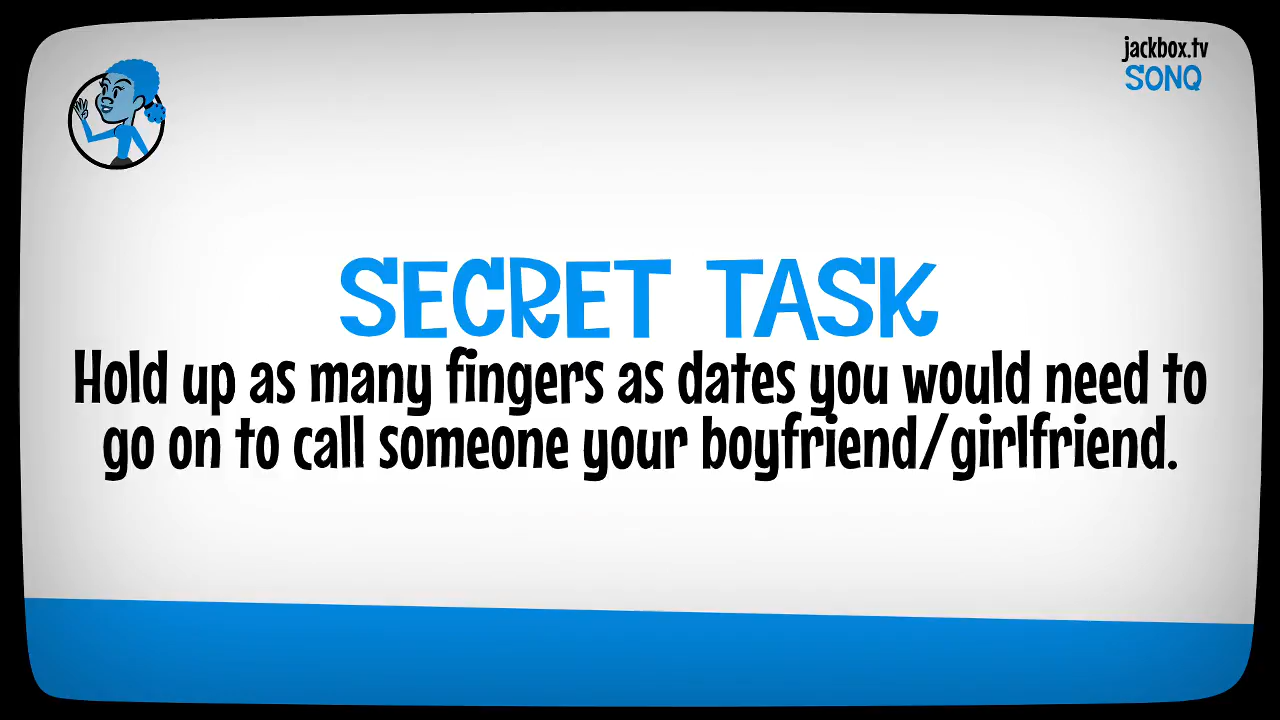 jackbox.tv
SONQ
SECRET TASK
Hold up as many fingers as dates you would need to
go on to call someone your boyfriend/girlfriend.